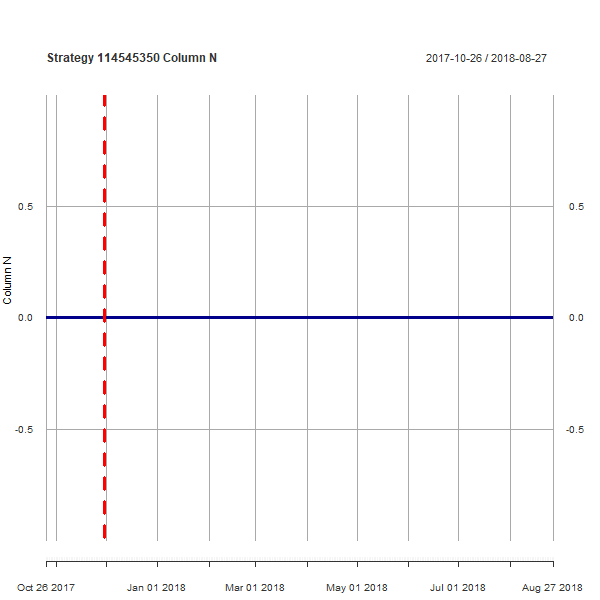 Strategy 114545350 Column N 2017-10-26 / 2018-08-27
0.5 0.5
Column N
0.0 0.0
-0.5 -0.5
Oct 26 2017 Jan 01 2018 Mar 01 2018 May 01 2018 Jul 01 2018 Aug 27 2018